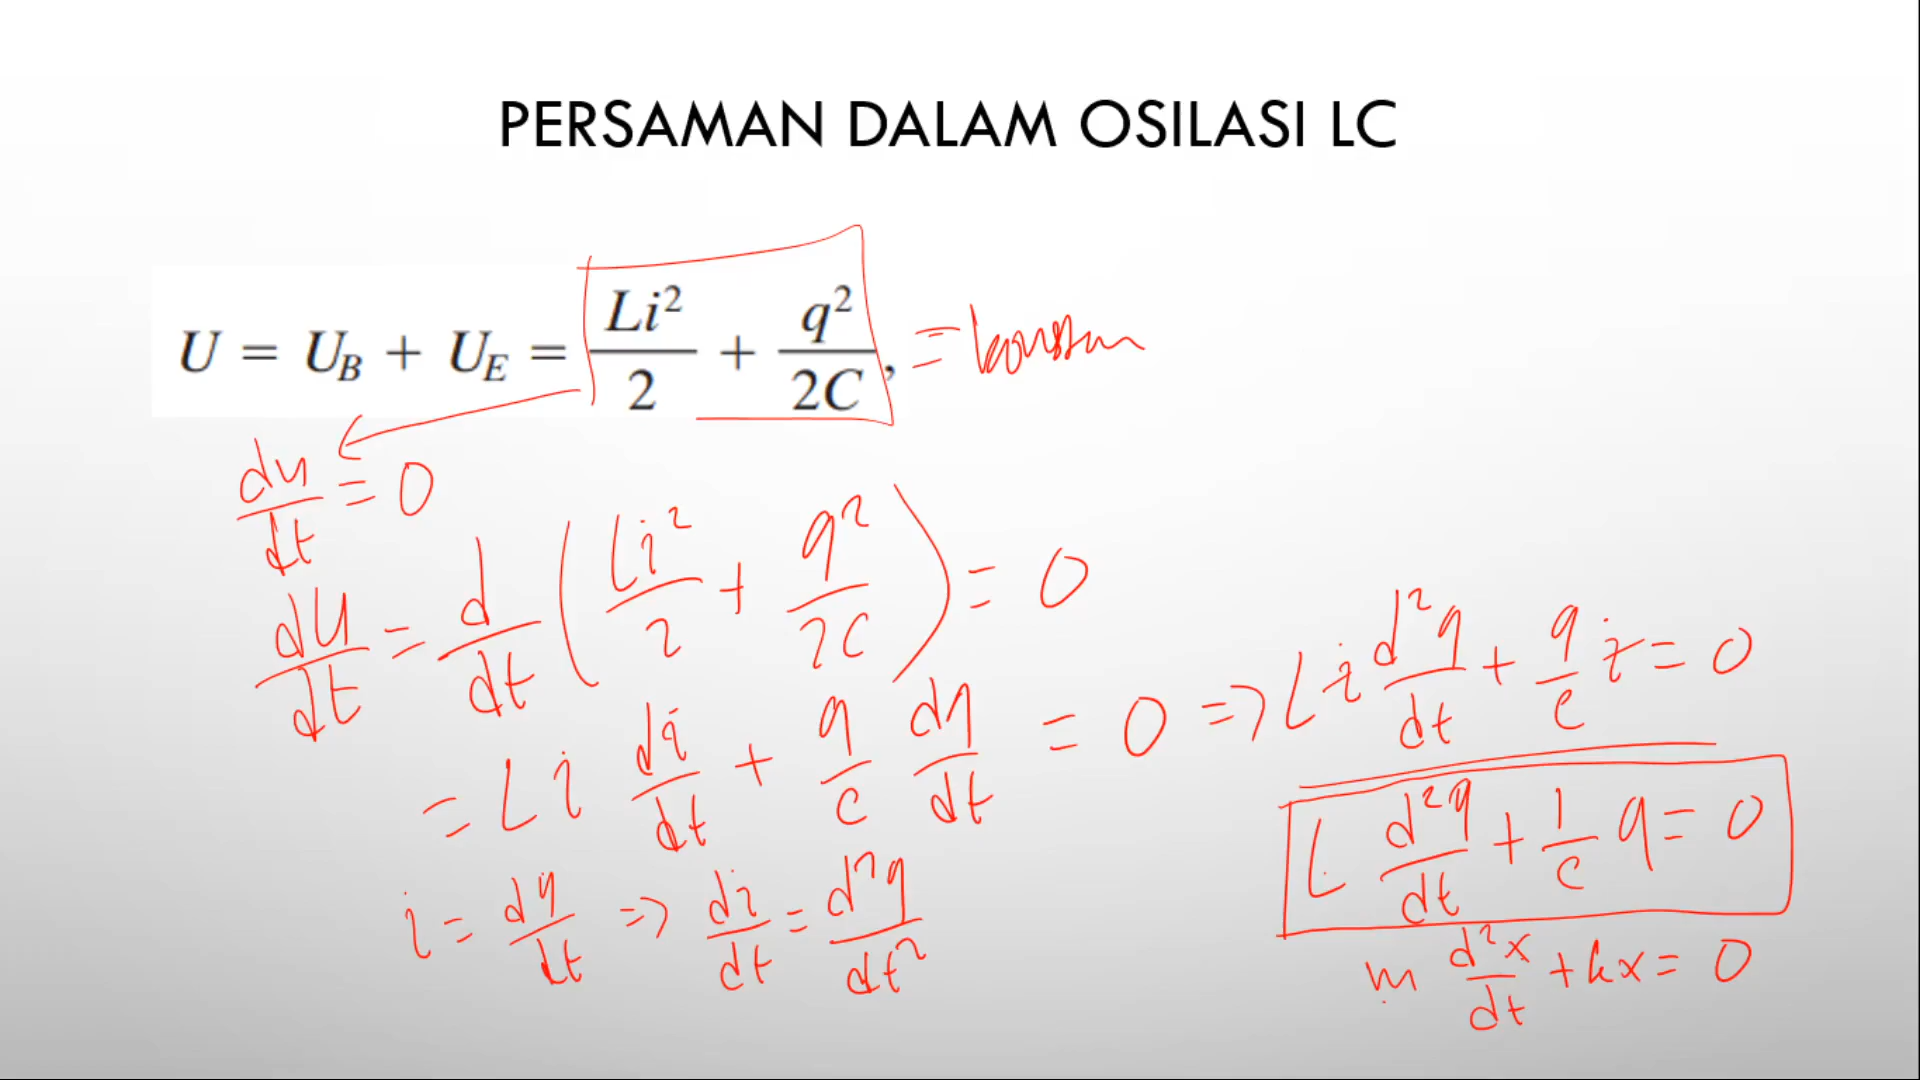 PERSAMAN DALAM OSILASI LC
U = U_B + U_E = Li²/2 + q²/2C, = konstan
du/dt = 0
dU/dt = d/dt (Li²/2 + q²/2C) = 0
= Li di/dt + q/c dq/dt = 0 => Li d²q/dt + q/c i = 0
L d²q/dt + 1/c q = 0
i = dq/dt => di/dt = d²q/dt²
m d²x/dt + kx = 0